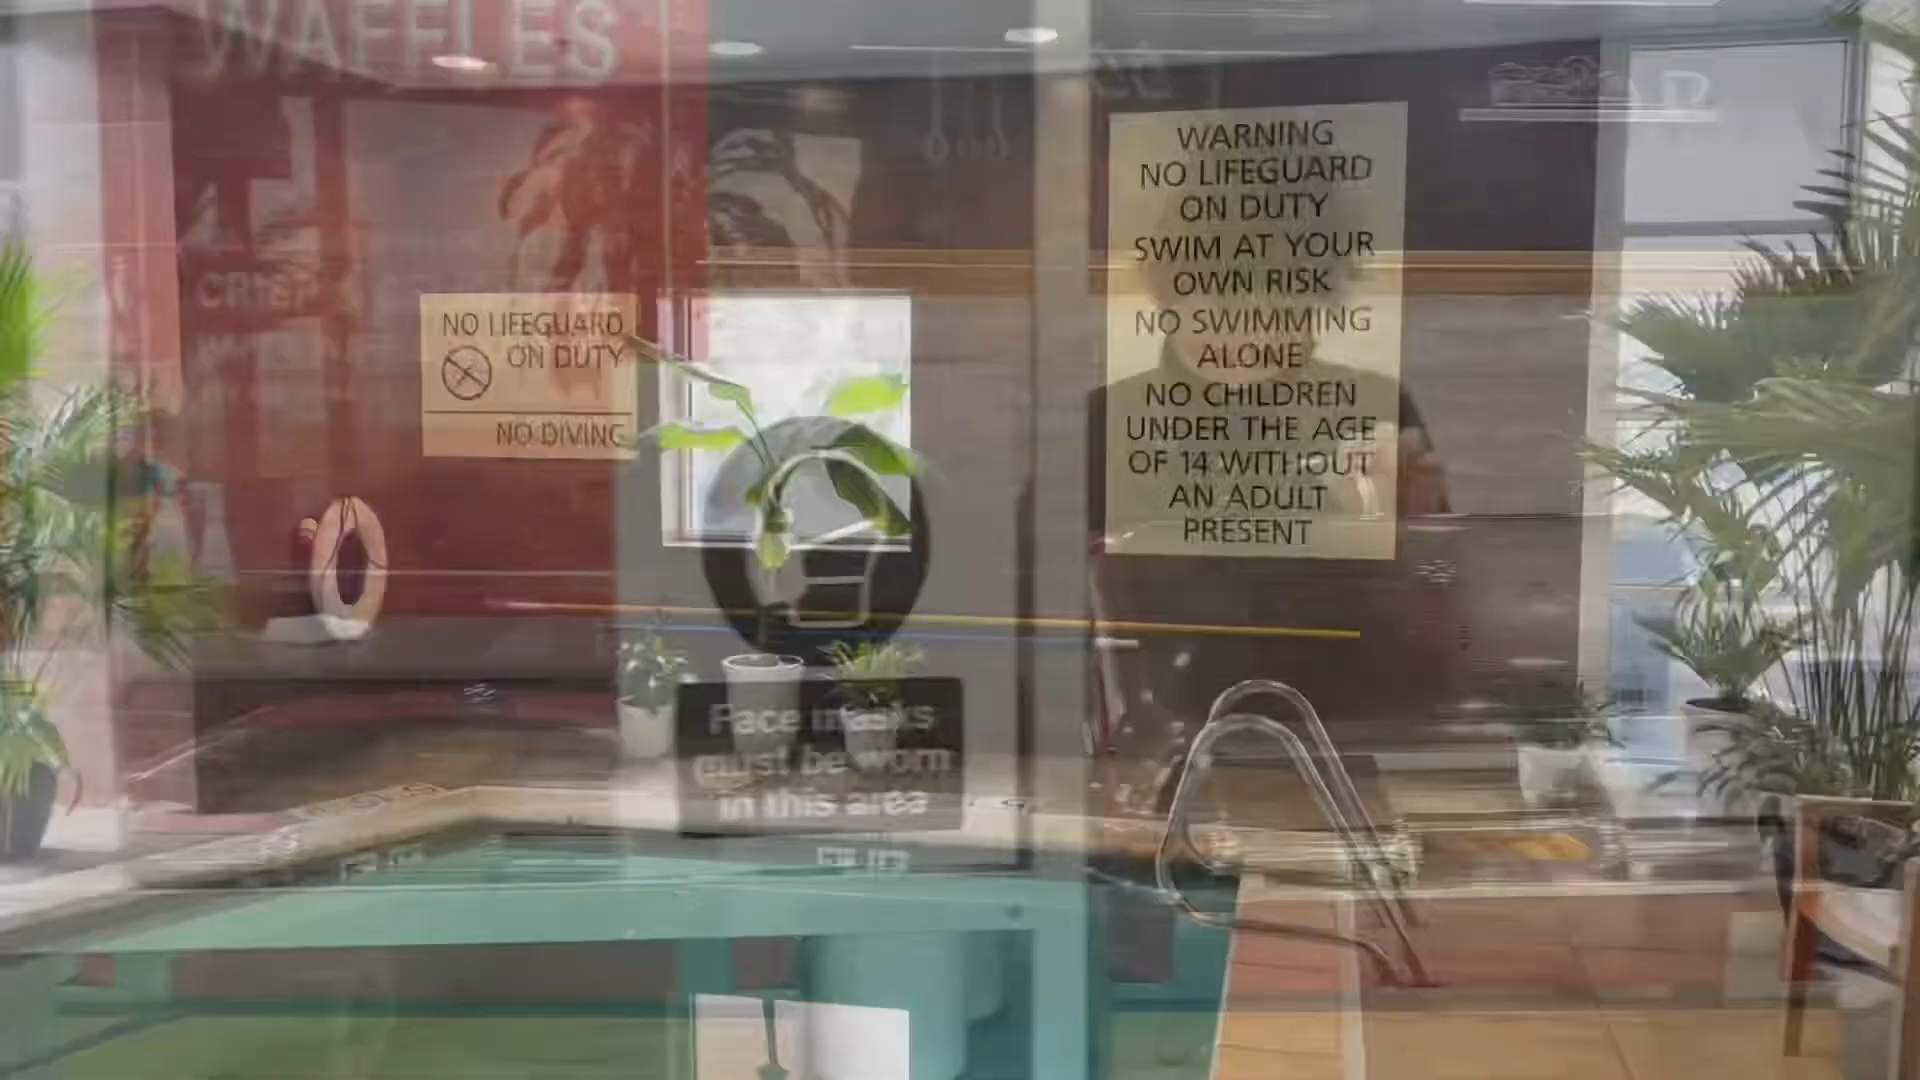 WAFFLES
WARNING
NO LIFEGUARD
ON DUTY
SWIM AT YOUR
OWN RISK
NO SWIMMING
ALONE
NO CHILDREN
UNDER THE AGE
OF 14 WITHOUT
AN ADULT
PRESENT
CRISP
NO LIFEGUARD
ON DUTY
NO DIVING
Face masks
must be worn
in this area